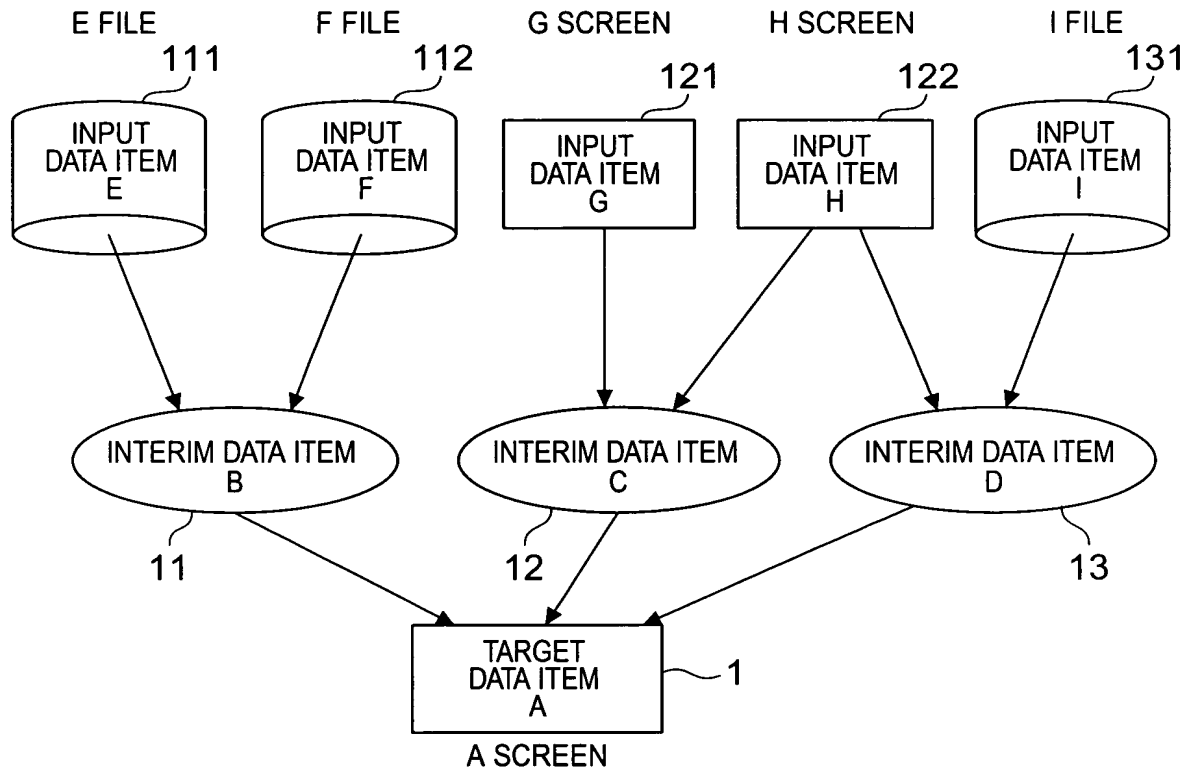 E FILE
F FILE
G SCREEN
H SCREEN
I FILE
111
112
121
122
131
INPUT
DATA ITEM
E
INPUT
DATA ITEM
F
INPUT
DATA ITEM
G
INPUT
DATA ITEM
H
INPUT
DATA ITEM
I
INTERIM DATA ITEM
B
INTERIM DATA ITEM
C
INTERIM DATA ITEM
D
11
12
13
TARGET
DATA ITEM
A
1
A SCREEN